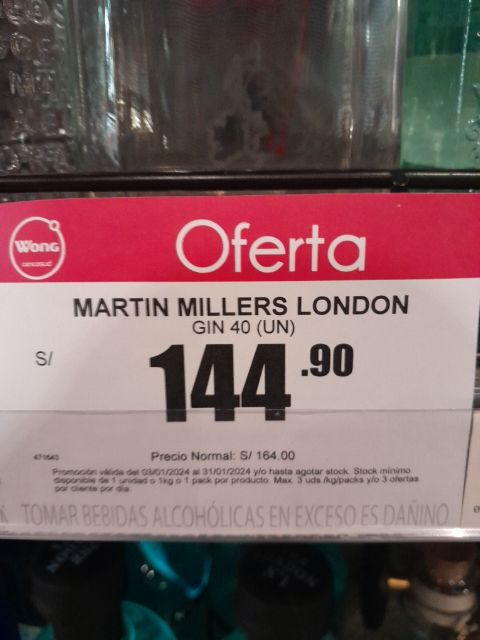 Wong
cencosud
Oferta
MARTIN MILLERS LONDON
GIN 40 (UN)
S/
144.90
471543
Precio Normal: S/ 164.00
Promoción válida del 03/01/2024 al 31/01/2024 y/o hasta agotar stock. Stock mínimo
disponible de 1 unidad o 1kg o 1 pack por producto. Max. 3 uds./kg/packs y/o 3 ofertas
por cliente por día.
TOMAR BEBIDAS ALCOHÓLICAS EN EXCESO ES DAÑINO